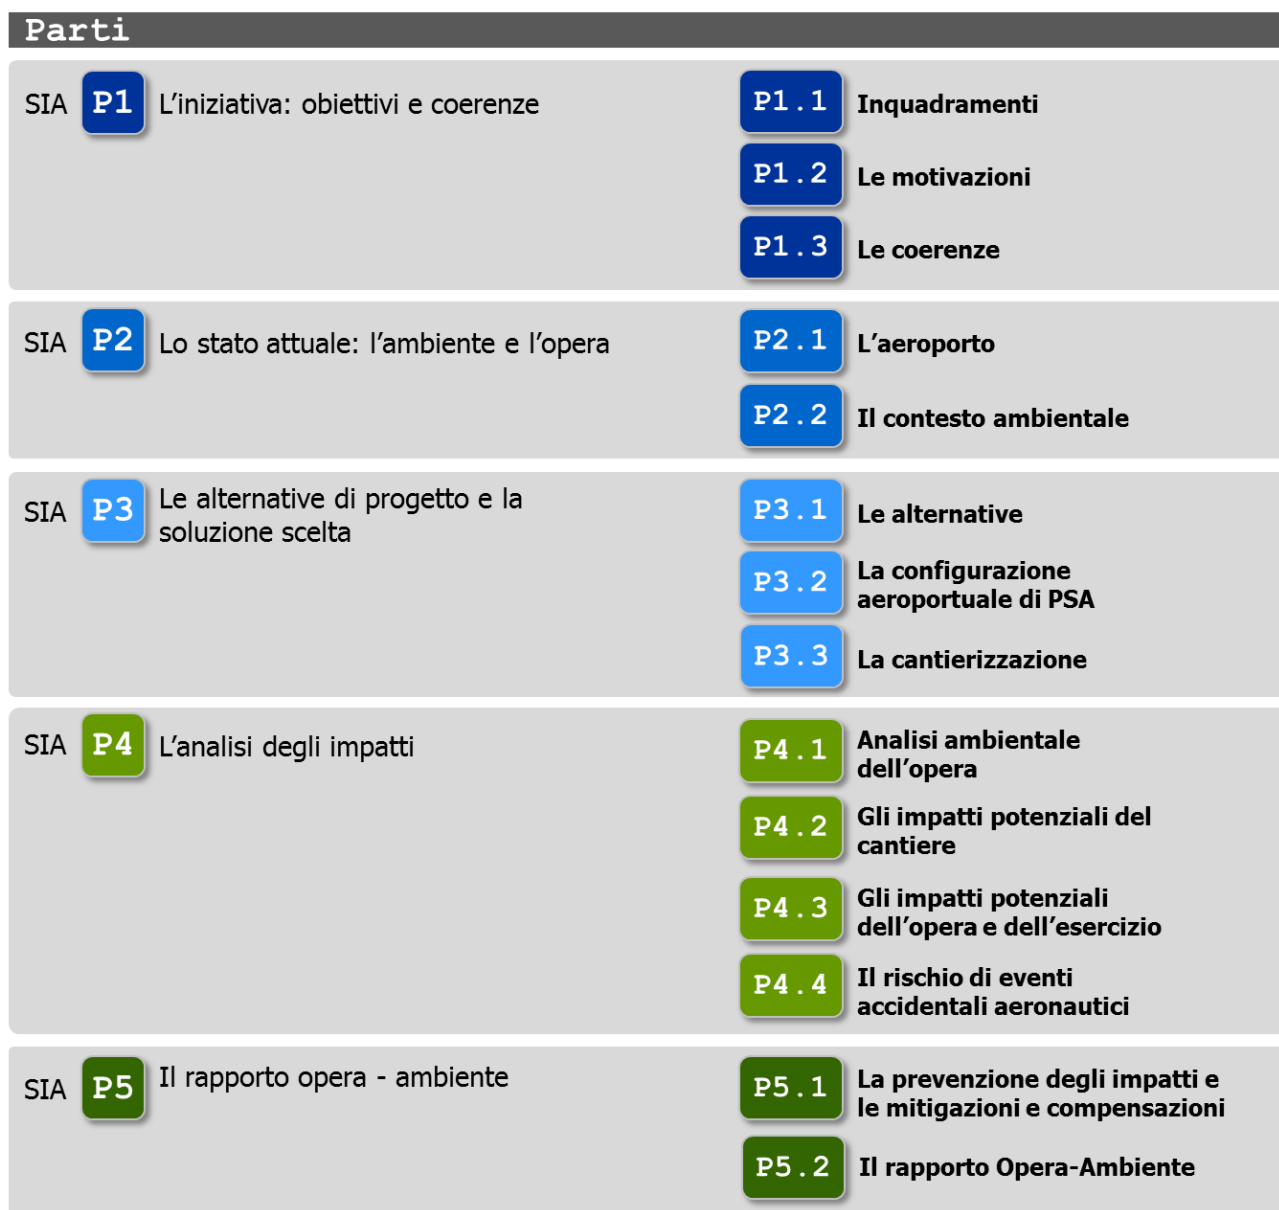 Parti
SIA P1 L'iniziativa: obiettivi e coerenze
P1.1 Inquadramenti
P1.2 Le motivazioni
P1.3 Le coerenze
SIA P2 Lo stato attuale: l'ambiente e l'opera
P2.1 L'aeroporto
P2.2 Il contesto ambientale
SIA P3 Le alternative di progetto e la
soluzione scelta
P3.1 Le alternative
P3.2 La configurazione
aeroportuale di PSA
P3.3 La cantierizzazione
SIA P4 L'analisi degli impatti
P4.1 Analisi ambientale
dell'opera
P4.2 Gli impatti potenziali del
cantiere
P4.3 Gli impatti potenziali
dell'opera e dell'esercizio
P4.4 Il rischio di eventi
accidentali aeronautici
SIA P5 Il rapporto opera - ambiente
P5.1 La prevenzione degli impatti e
le mitigazioni e compensazioni
P5.2 Il rapporto Opera-Ambiente